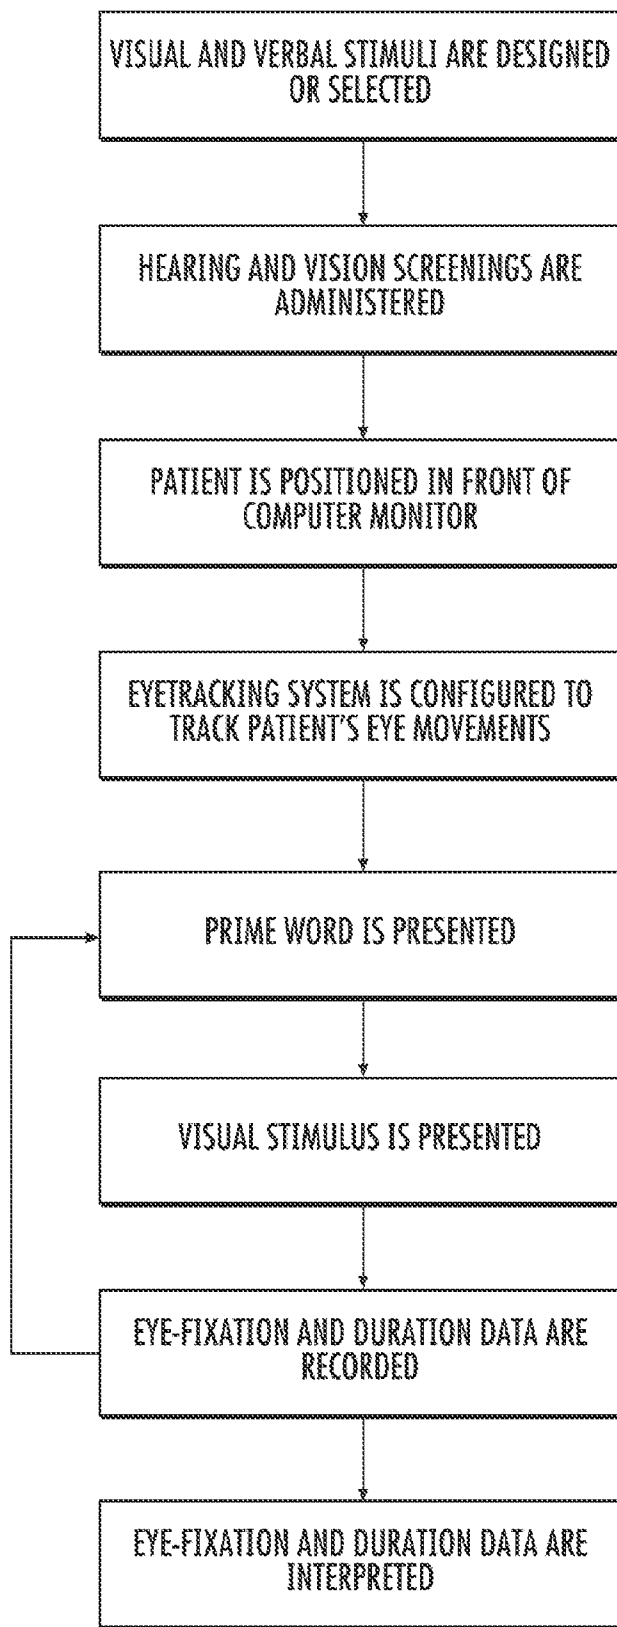 VISUAL AND VERBAL STIMULI ARE DESIGNED
OR SELECTED
HEARING AND VISION SCREENINGS ARE
ADMINISTERED
PATIENT IS POSITIONED IN FRONT OF
COMPUTER MONITOR
EYETRACKING SYSTEM IS CONFIGURED TO
TRACK PATIENT'S EYE MOVEMENTS
PRIME WORD IS PRESENTED
VISUAL STIMULUS IS PRESENTED
EYE-FIXATION AND DURATION DATA ARE
RECORDED
EYE-FIXATION AND DURATION DATA ARE
INTERPRETED